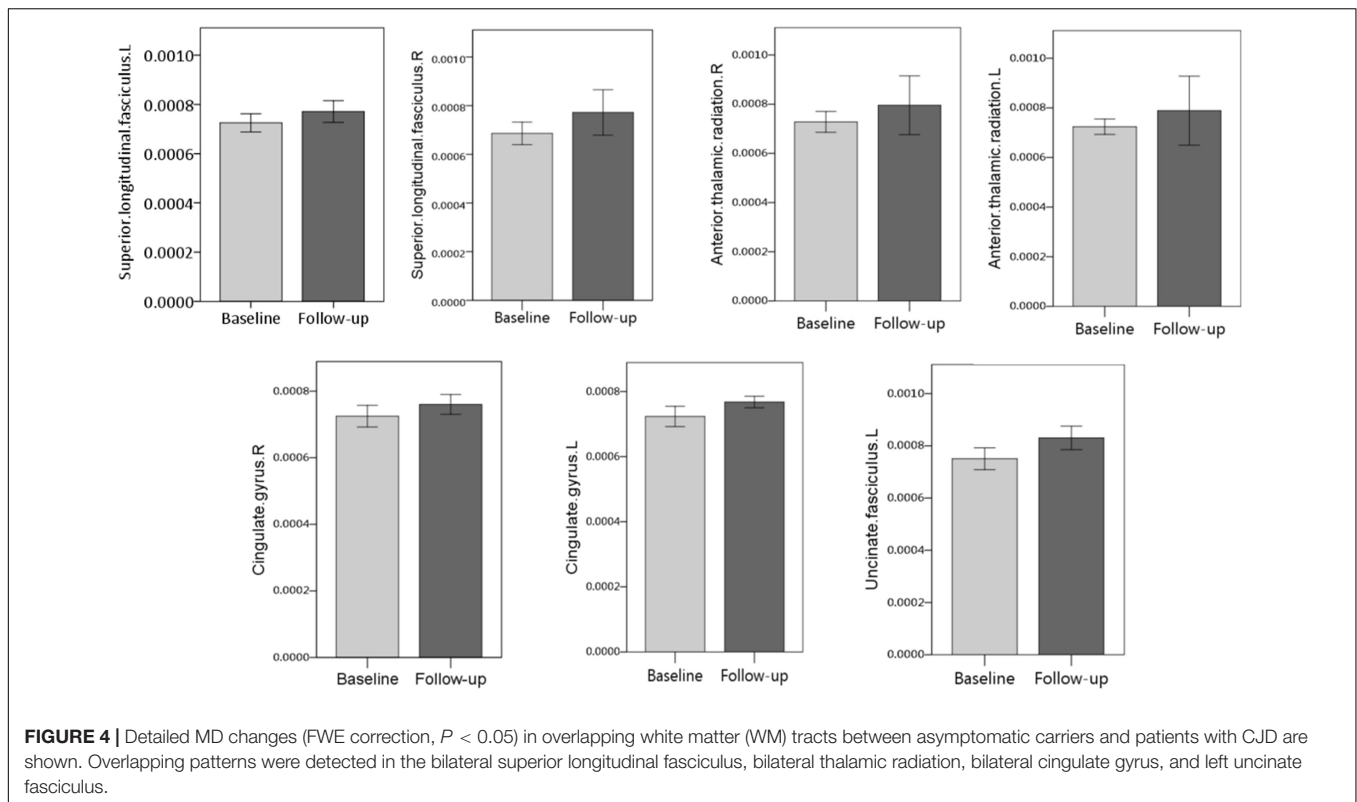 Superior.longitudinal.fasciculus.L
0.0010
0.0008
0.0006
0.0004
0.0002
0.0000
Baseline Follow-up
Superior.longitudinal.fasciculus.R
0.0010
0.0008
0.0006
0.0004
0.0002
0.0000
Baseline Follow-up
Anterior.thalamic.radiation.R
0.0010
0.0008
0.0006
0.0004
0.0002
0.0000
Baseline Follow-up
Anterior.thalamic.radiation.L
0.0010
0.0008
0.0006
0.0004
0.0002
0.0000
Baseline Follow-up
Cingulate.gyrus.R
0.0008
0.0006
0.0004
0.0002
0.0000
Baseline Follow-up
Cingulate.gyrus.L
0.0008
0.0006
0.0004
0.0002
0.0000
Baseline Follow-up
Uncinate.fasciculus.L
0.0010
0.0008
0.0006
0.0004
0.0002
0.0000
Baseline Follow-up
FIGURE 4 | Detailed MD changes (FWE correction, P < 0.05) in overlapping white matter (WM) tracts between asymptomatic carriers and patients with CJD are
shown. Overlapping patterns were detected in the bilateral superior longitudinal fasciculus, bilateral thalamic radiation, bilateral cingulate gyrus, and left uncinate
fasciculus.